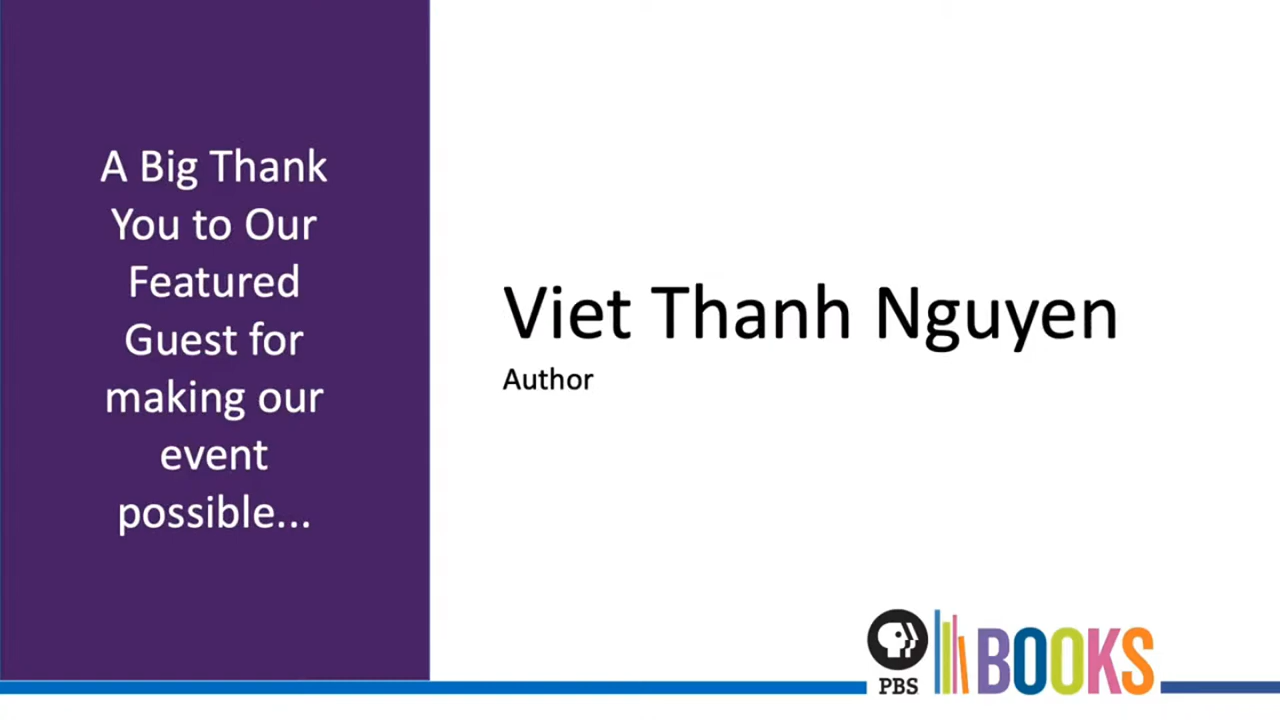 A Big Thank
You to Our
Featured
Guest for
making our
event
possible...
Viet Thanh Nguyen
Author
PBS
BOOKS